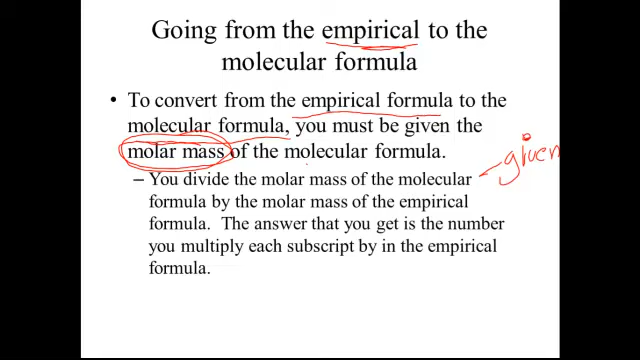 Going from the empirical to the
molecular formula
• To convert from the empirical formula to the
molecular formula, you must be given the
molar mass of the molecular formula.
given
– You divide the molar mass of the molecular
formula by the molar mass of the empirical
formula. The answer that you get is the number
you multiply each subscript by in the empirical
formula.